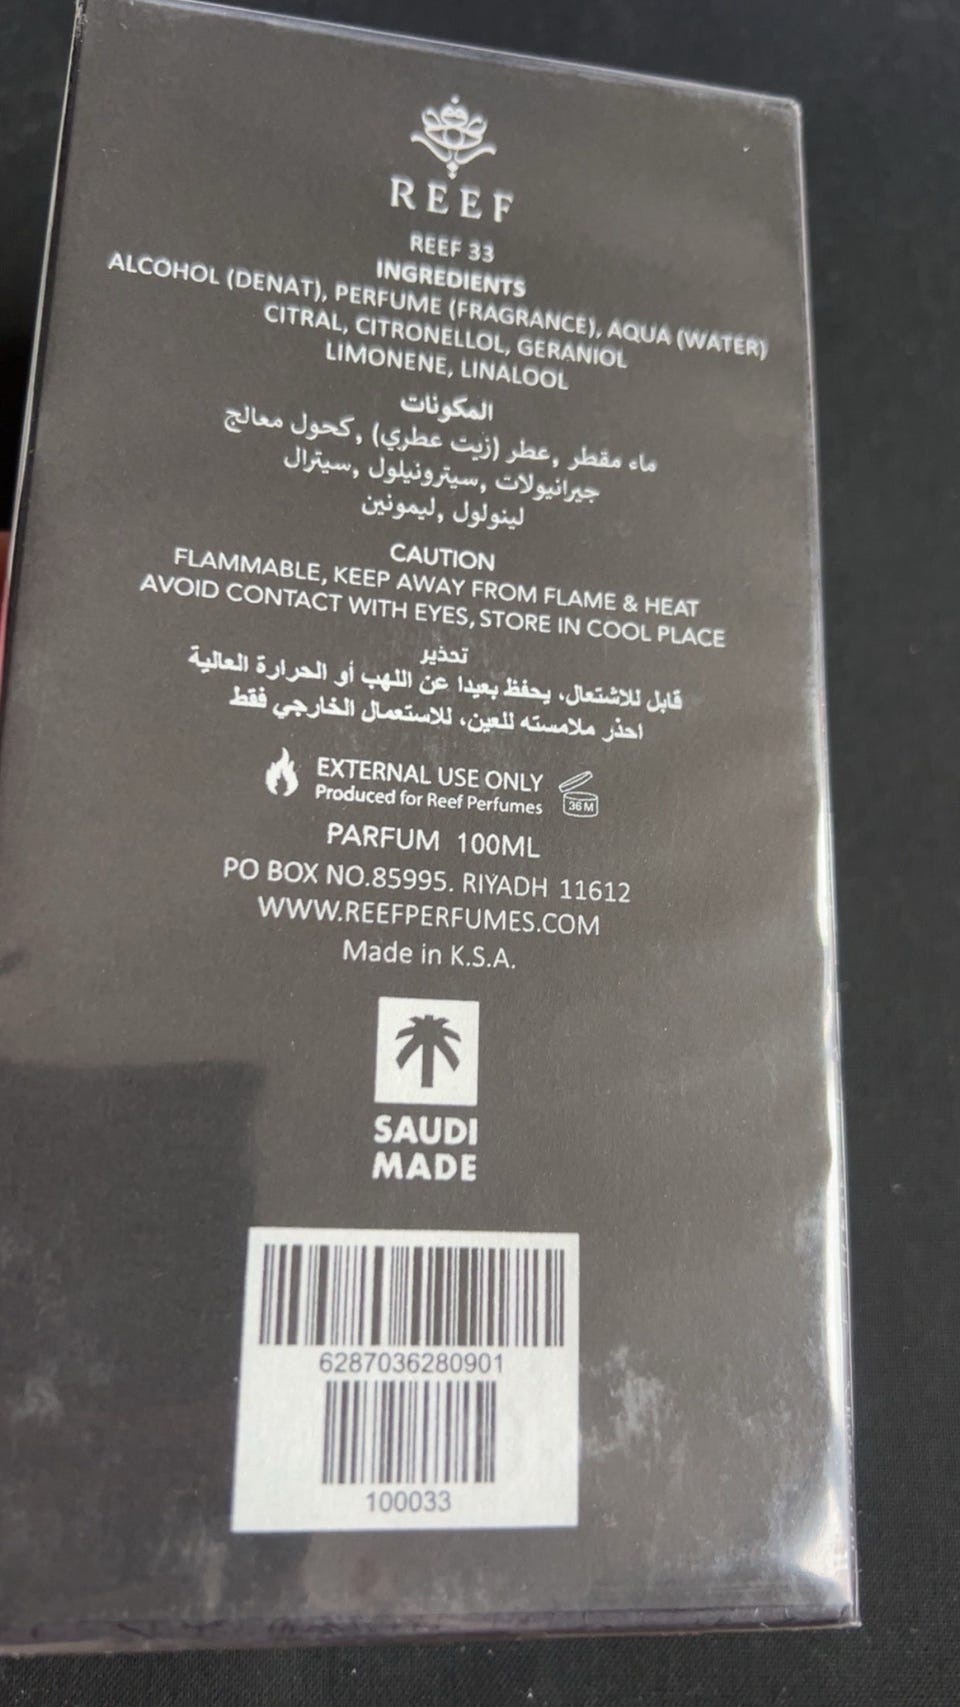 REEF
REEF 33
INGREDIENTS
ALCOHOL (DENAT), PERFUME (FRAGRANCE), AQUA (WATER)
CITRAL, CITRONELLOL, GERANIOL
LIMONENE, LINALOOL
المكونات
ماء مقطر ,عطر (زيت عطري) ,كحول معالج
جيرانيولات ,سيترونيلول ,سيترال
لينولول ,ليمونين
CAUTION
FLAMMABLE, KEEP AWAY FROM FLAME & HEAT
AVOID CONTACT WITH EYES, STORE IN COOL PLACE
تحذير
قابل للاشتعال، يحفظ بعيدا عن اللهب أو الحرارة العالية
احذر ملامسته للعين، للاستعمال الخارجي فقط
EXTERNAL USE ONLY
Produced for Reef Perfumes
36 M
PARFUM 100ML
PO BOX NO.85995. RIYADH 11612
WWW.REEFPERFUMES.COM
Made in K.S.A.
SAUDI
MADE
6287036280901
100033